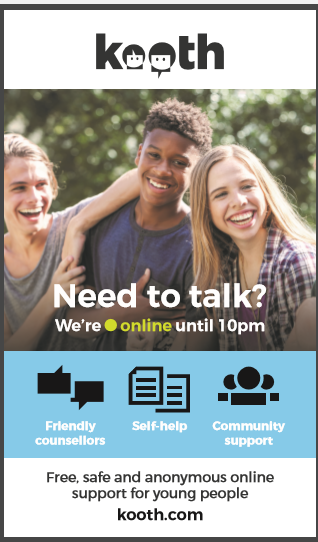 kooth
Need to talk?
We're online until 10pm
Friendly
counsellors
Self-help
Community
support
Free, safe and anonymous online
support for young people
kooth.com